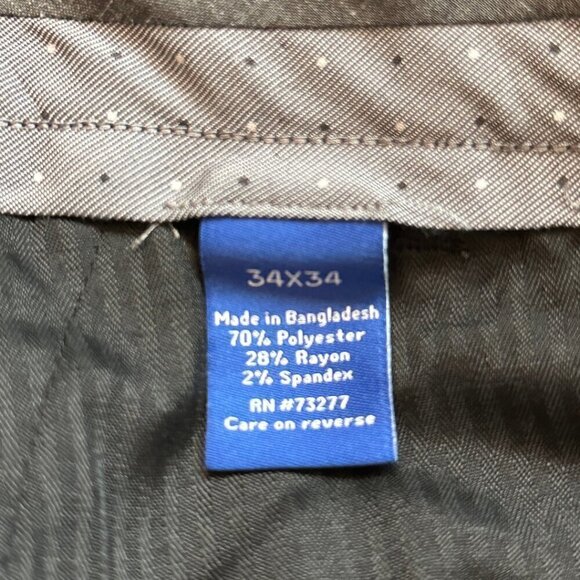 34X34
Made in Bangladesh
70% Polyester
28% Rayon
2% Spandex
RN #73277
Care on reverse